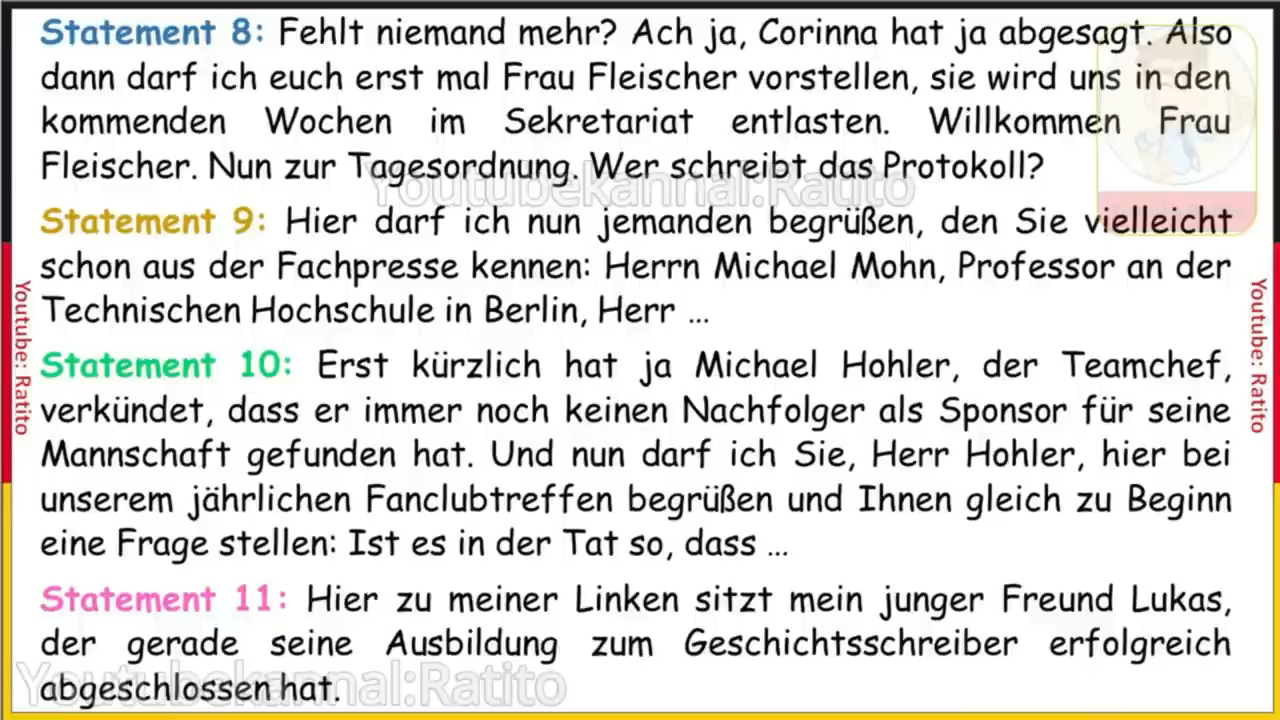 Statement 8: Fehlt niemand mehr? Ach ja, Corinna hat ja abgesagt. Also
dann darf ich euch erst mal Frau Fleischer vorstellen, sie wird uns in den
kommenden Wochen im Sekretariat entlasten. Willkommen Frau
Fleischer. Nun zur Tagesordnung. Wer schreibt das Protokoll?
Youtubekannal:Ratito
Statement 9: Hier darf ich nun jemanden begrüßen, den Sie vielleicht
schon aus der Fachpresse kennen: Herrn Michael Mohn, Professor an der
Technischen Hochschule in Berlin, Herr ...
Statement 10: Erst kürzlich hat ja Michael Hohler, der Teamchef,
verkündet, dass er immer noch keinen Nachfolger als Sponsor für seine
Mannschaft gefunden hat. Und nun darf ich Sie, Herr Hohler, hier bei
unserem jährlichen Fanclubtreffen begrüßen und Ihnen gleich zu Beginn
eine Frage stellen: Ist es in der Tat so, dass ...
Statement 11: Hier zu meiner Linken sitzt mein junger Freund Lukas,
der gerade seine Ausbildung zum Geschichtsschreiber erfolgreich
abgeschlossen hat.
Youtubekannal:Ratito
Youtube: Ratito
Youtube: Ratito